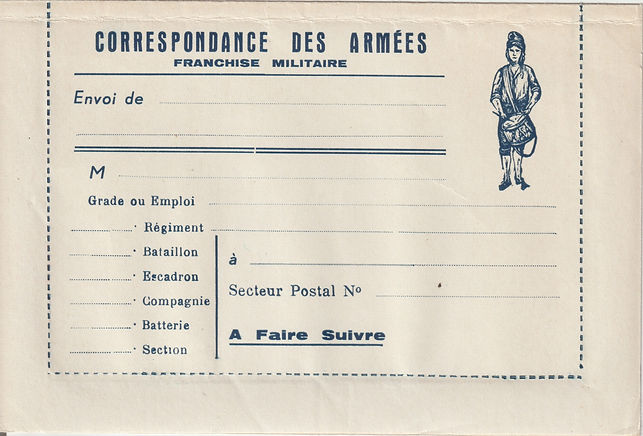 CORRESPONDANCE DES ARMÉES
FRANCHISE MILITAIRE
Envoi de
M
Grade ou Emploi
Régiment
Bataillon
Escadron
Compagnie
Batterie
Section
à
Secteur Postal Nº
A Faire Suivre